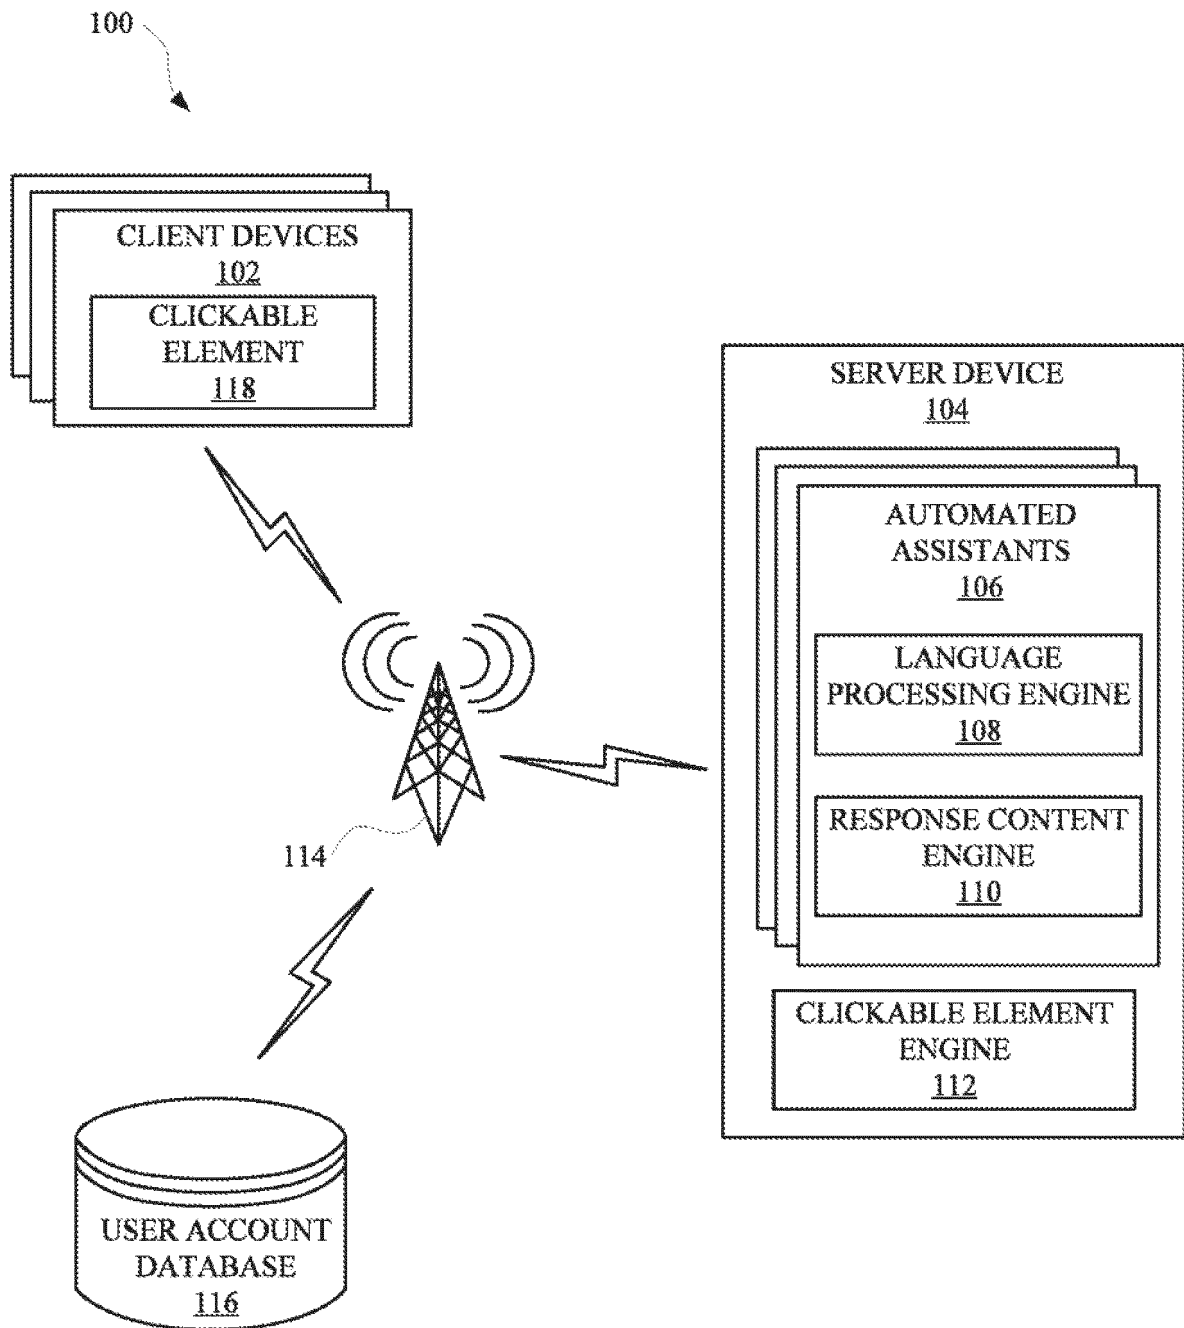 100
CLIENT DEVICES
102
CLICKABLE
ELEMENT
118
SERVER DEVICE
104
AUTOMATED
ASSISTANTS
106
LANGUAGE
PROCESSING ENGINE
108
RESPONSE CONTENT
ENGINE
110
CLICKABLE ELEMENT
ENGINE
112
114
USER ACCOUNT
DATABASE
116